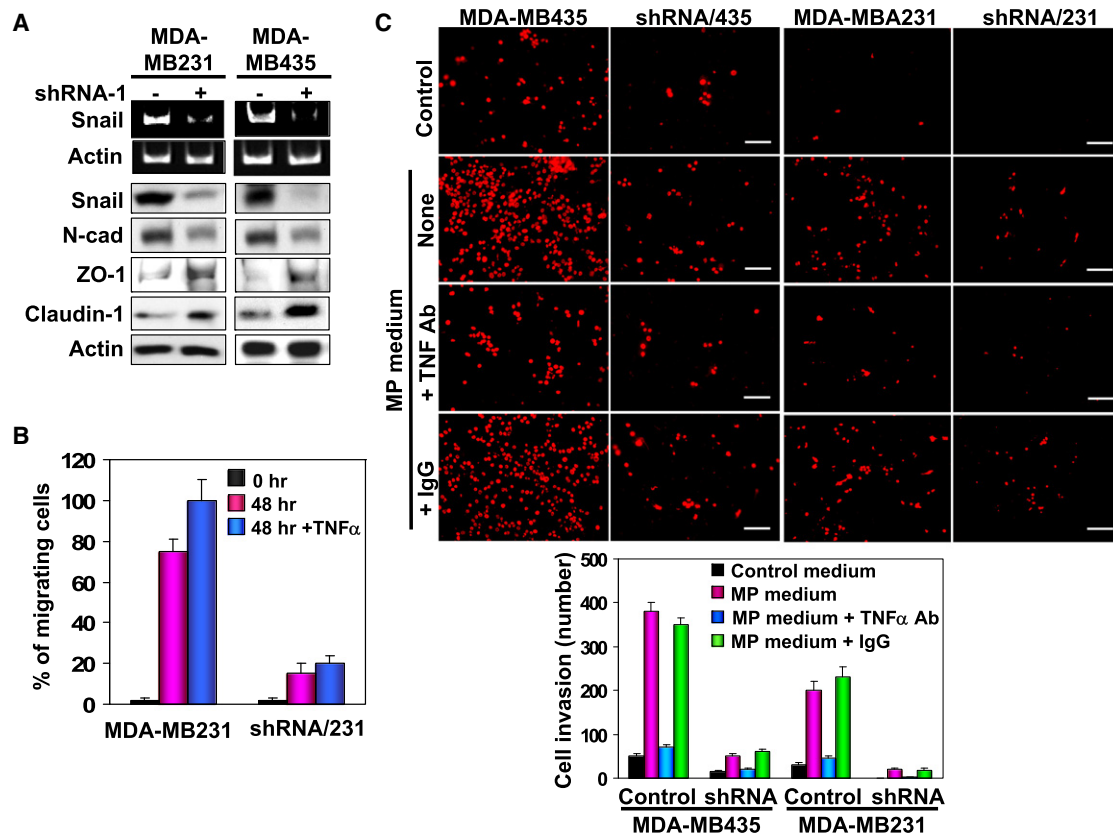 A
MDA-
MB231
MDA-
MB435
shRNA-1 - + - +
Snail
Actin
Snail
N-cad
ZO-1
Claudin-1
Actin
B
% of migrating cells
120
100
80
60
40
20
0
0 hr
48 hr
48 hr +TNFα
MDA-MB231 shRNA/231
C
MDA-MB435 shRNA/435 MDA-MBA231 shRNA/231
Control
MP medium
None
+ TNF Ab
+ IgG
Cell invasion (number)
500
400
300
200
100
0
Control medium
MP medium
MP medium + TNFα Ab
MP medium + IgG
Control shRNA Control shRNA
MDA-MB435 MDA-MB231